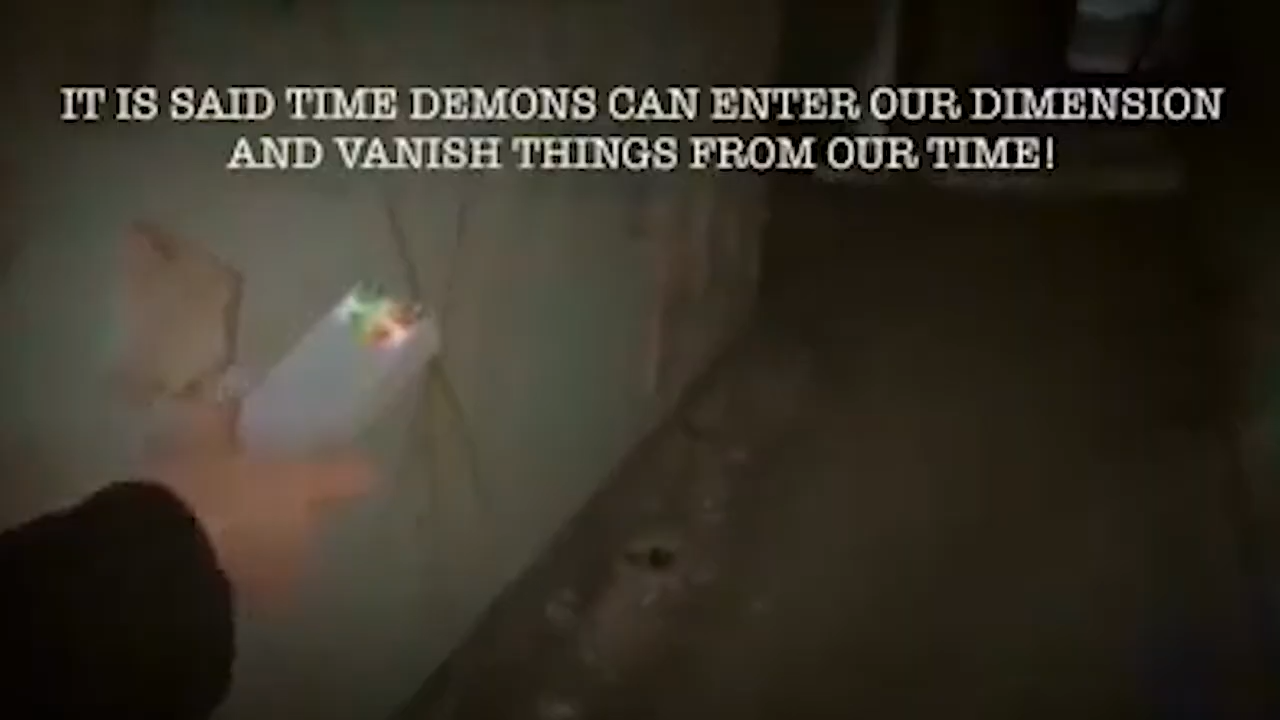 IT IS SAID TIME DEMONS CAN ENTER OUR DIMENSION
AND VANISH THINGS FROM OUR TIME!